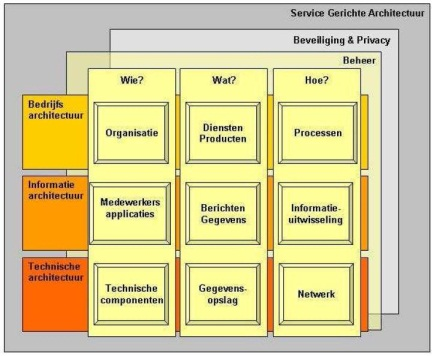 Service Gerichte Architectuur
Beveiliging & Privacy
Beheer
Wie?
Wat?
Hoe?
Bedrijfs
architectuur
Organisatie
Diensten
Producten
Processen
Informatie
architectuur
Medewerkers
applicaties
Berichten
Gegevens
Informatie-
uitwisseling
Technische
architectuur
Technische
componenten
Gegevens-
opslag
Netwerk